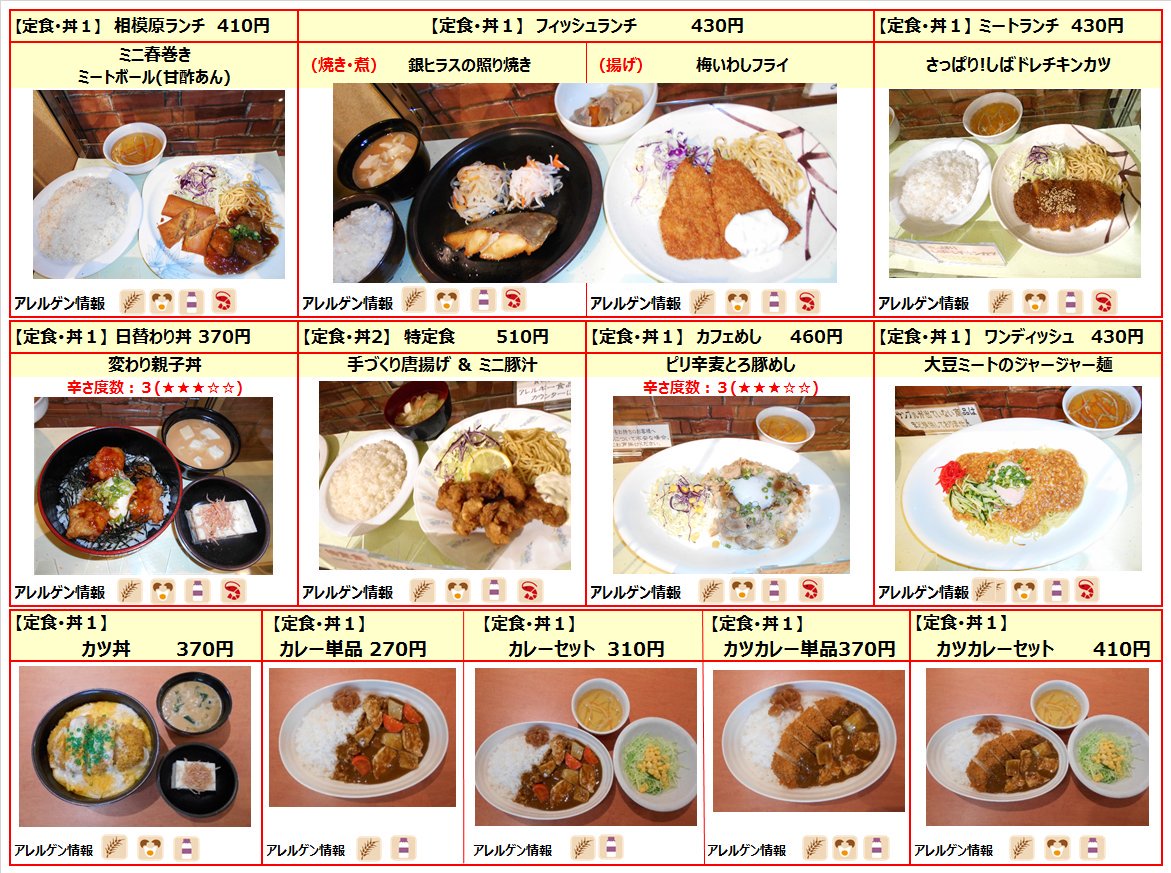 【定食・丼１】 相模原ランチ 410円
ミニ春巻き
ミートボール(甘酢あん)
アレルゲン情報
【定食・丼１】 フィッシュランチ 430円
(焼き・煮) 銀ヒラスの照り焼き
アレルゲン情報
(揚げ) 梅いわしフライ
アレルゲン情報
【定食・丼１】 ミートランチ 430円
さっぱり!しばドレチキンカツ
アレルゲン情報
【定食・丼１】 日替わり丼 370円
変わり親子丼
辛さ度数：３(★★★☆☆)
アレルゲン情報
【定食・丼2】 特定食 510円
手づくり唐揚げ ＆ ミニ豚汁
アレルゲン情報
【定食・丼１】 カフェめし 460円
ピリ辛麦とろ豚めし
辛さ度数：３(★★★☆☆)
アレルゲン情報
【定食・丼１】 ワンディッシュ 430円
大豆ミートのジャージャー麺
アレルゲン情報
【定食・丼１】
カツ丼 370円
アレルゲン情報
【定食・丼１】
カレー単品 270円
アレルゲン情報
【定食・丼１】
カレーセット 310円
アレルゲン情報
【定食・丼１】
カツカレー単品370円
アレルゲン情報
【定食・丼１】
カツカレーセット 410円
アレルゲン情報